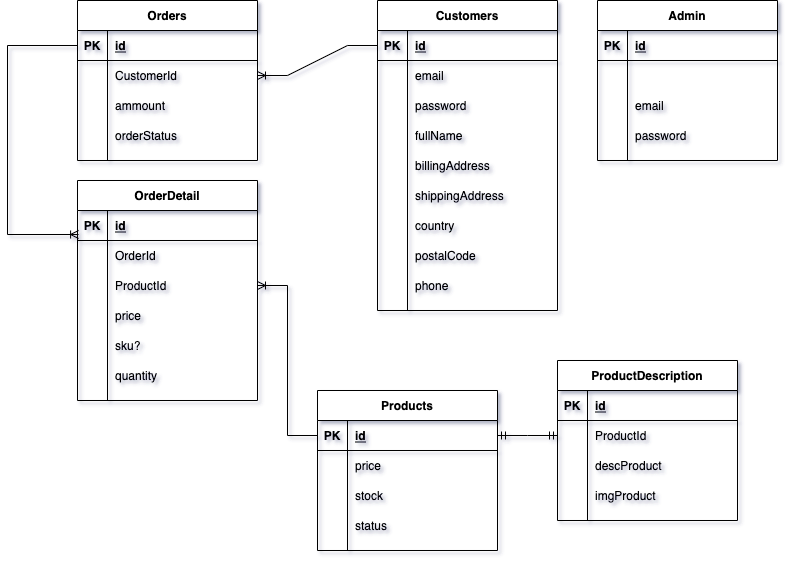 Orders
PK id
CustomerId
ammount
orderStatus
Customers
PK id
email
password
fullName
billingAddress
shippingAddress
country
postalCode
phone
Admin
PK id
email
password
OrderDetail
PK id
OrderId
ProductId
price
sku?
quantity
Products
PK id
price
stock
status
ProductDescription
PK id
ProductId
descProduct
imgProduct